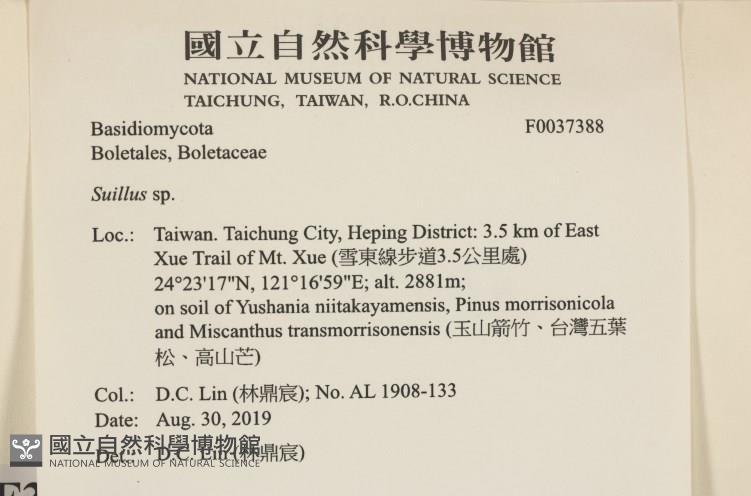 國立自然科學博物館
NATIONAL MUSEUM OF NATURAL SCIENCE
TAICHUNG, TAIWAN, R.O.CHINA
Basidiomycota F0037388
Boletales, Boletaceae
Suillus sp.
Loc.: Taiwan. Taichung City, Heping District: 3.5 km of East
Xue Trail of Mt. Xue (雪東線步道3.5公里處)
24°23'17"N, 121°16'59"E; alt. 2881m;
on soil of Yushania niitakayamensis, Pinus morrisonicola
and Miscanthus transmorrisonensis (玉山箭竹、台灣五葉
松、高山芒)
Col.: D.C. Lin (林鼎宸); No. AL 1908-133
Date: Aug. 30, 2019
Det.: D.C. Lin (林鼎宸)
國立自然科學博物館
NATIONAL MUSEUM OF NATURAL SCIENCE